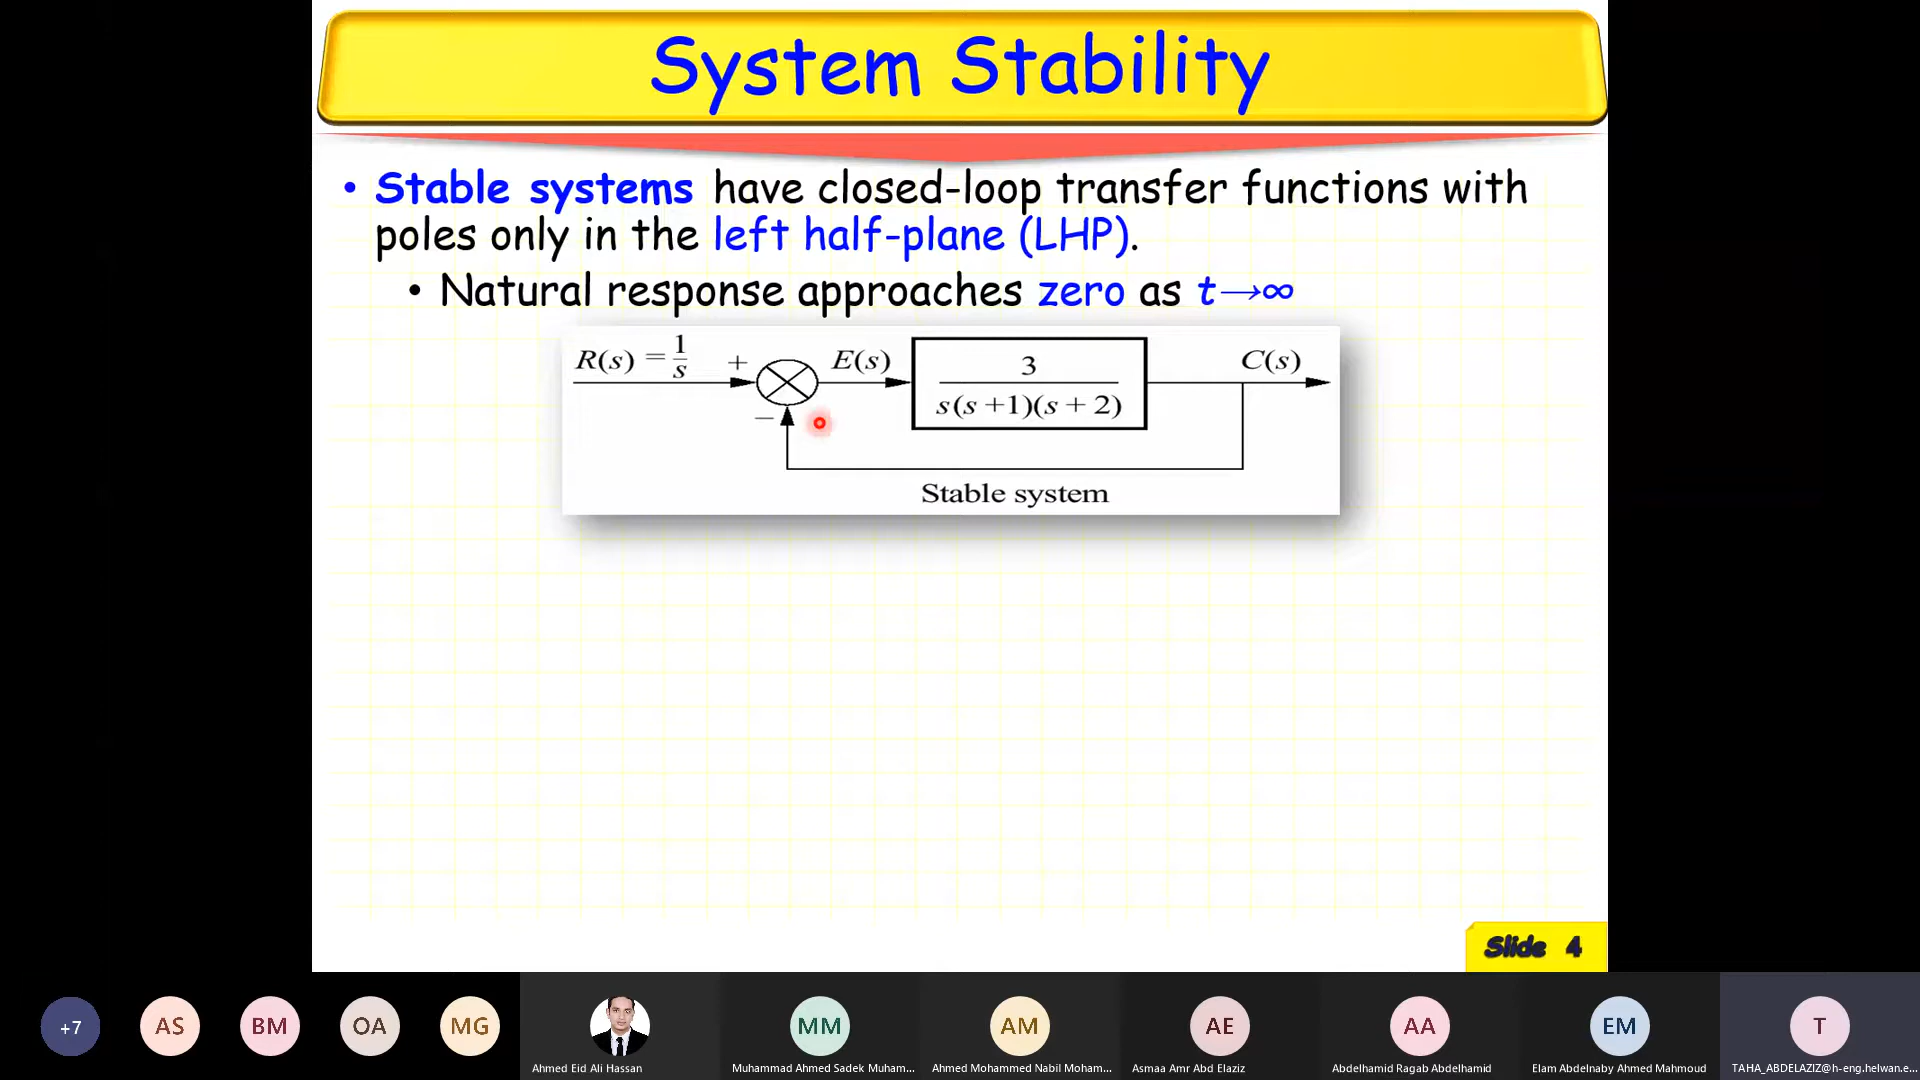 System Stability
• Stable systems have closed-loop transfer functions with
poles only in the left half-plane (LHP).
• Natural response approaches zero as t→∞
R(s) = 1/s
+
E(s)
3
s(s +1)(s + 2)
C(s)
−
Stable system
Slide 4
+7
AS
BM
OA
MG
MM
AM
AE
AA
EM
T
Ahmed Eid Ali Hassan
Muhammad Ahmed Sadek Muham...
Ahmed Mohammed Nabil Moham...
Asmaa Amr Abd Elaziz
Abdelhamid Ragab Abdelhamid
Elam Abdelnaby Ahmed Mahmoud
TAHA_ABDELAZIZ@h-eng.helwan.e...